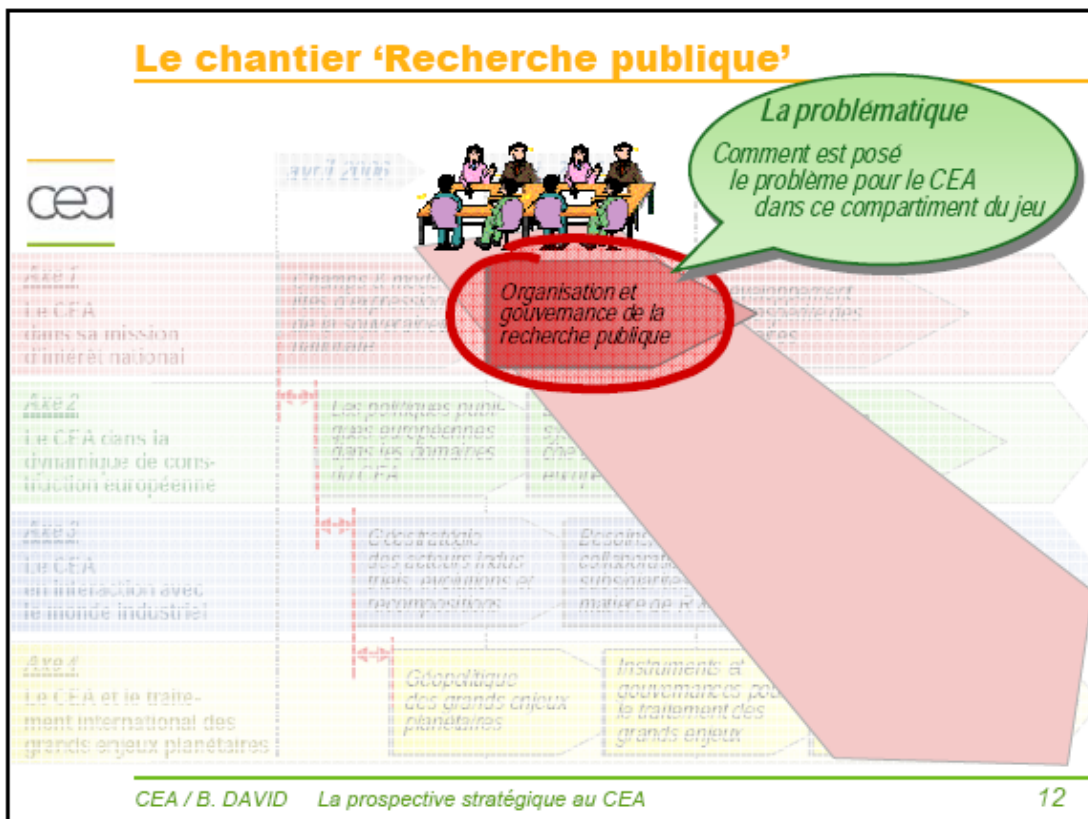 Le chantier ‘Recherche publique’
La problématique
Comment est posé
le problème pour le CEA
dans ce compartiment du jeu
cea
avril 2006
Axe 1
Le CEA
dans sa mission
d'intérêt national
Organisation et
gouvernance de la
recherche publique
Axe 2
Le CEA dans la
dynamique de cons-
truction européenne
Les politiques publi-
ques européennes
dans les domaines
du CEA
Axe 3
Le CEA
en interaction avec
le monde industriel
Géostratégie
des acteurs indus
triels, évolutions et
recompositions
Besoins,
Axe 4
Le CEA et le traite-
ment international des
grands enjeux planétaires
Géopolitique
des grands enjeux
planétaires
Instruments et
gouvernances pou
le traitement des
grands enjeux
CEA / B. DAVID La prospective stratégique au CEA
12